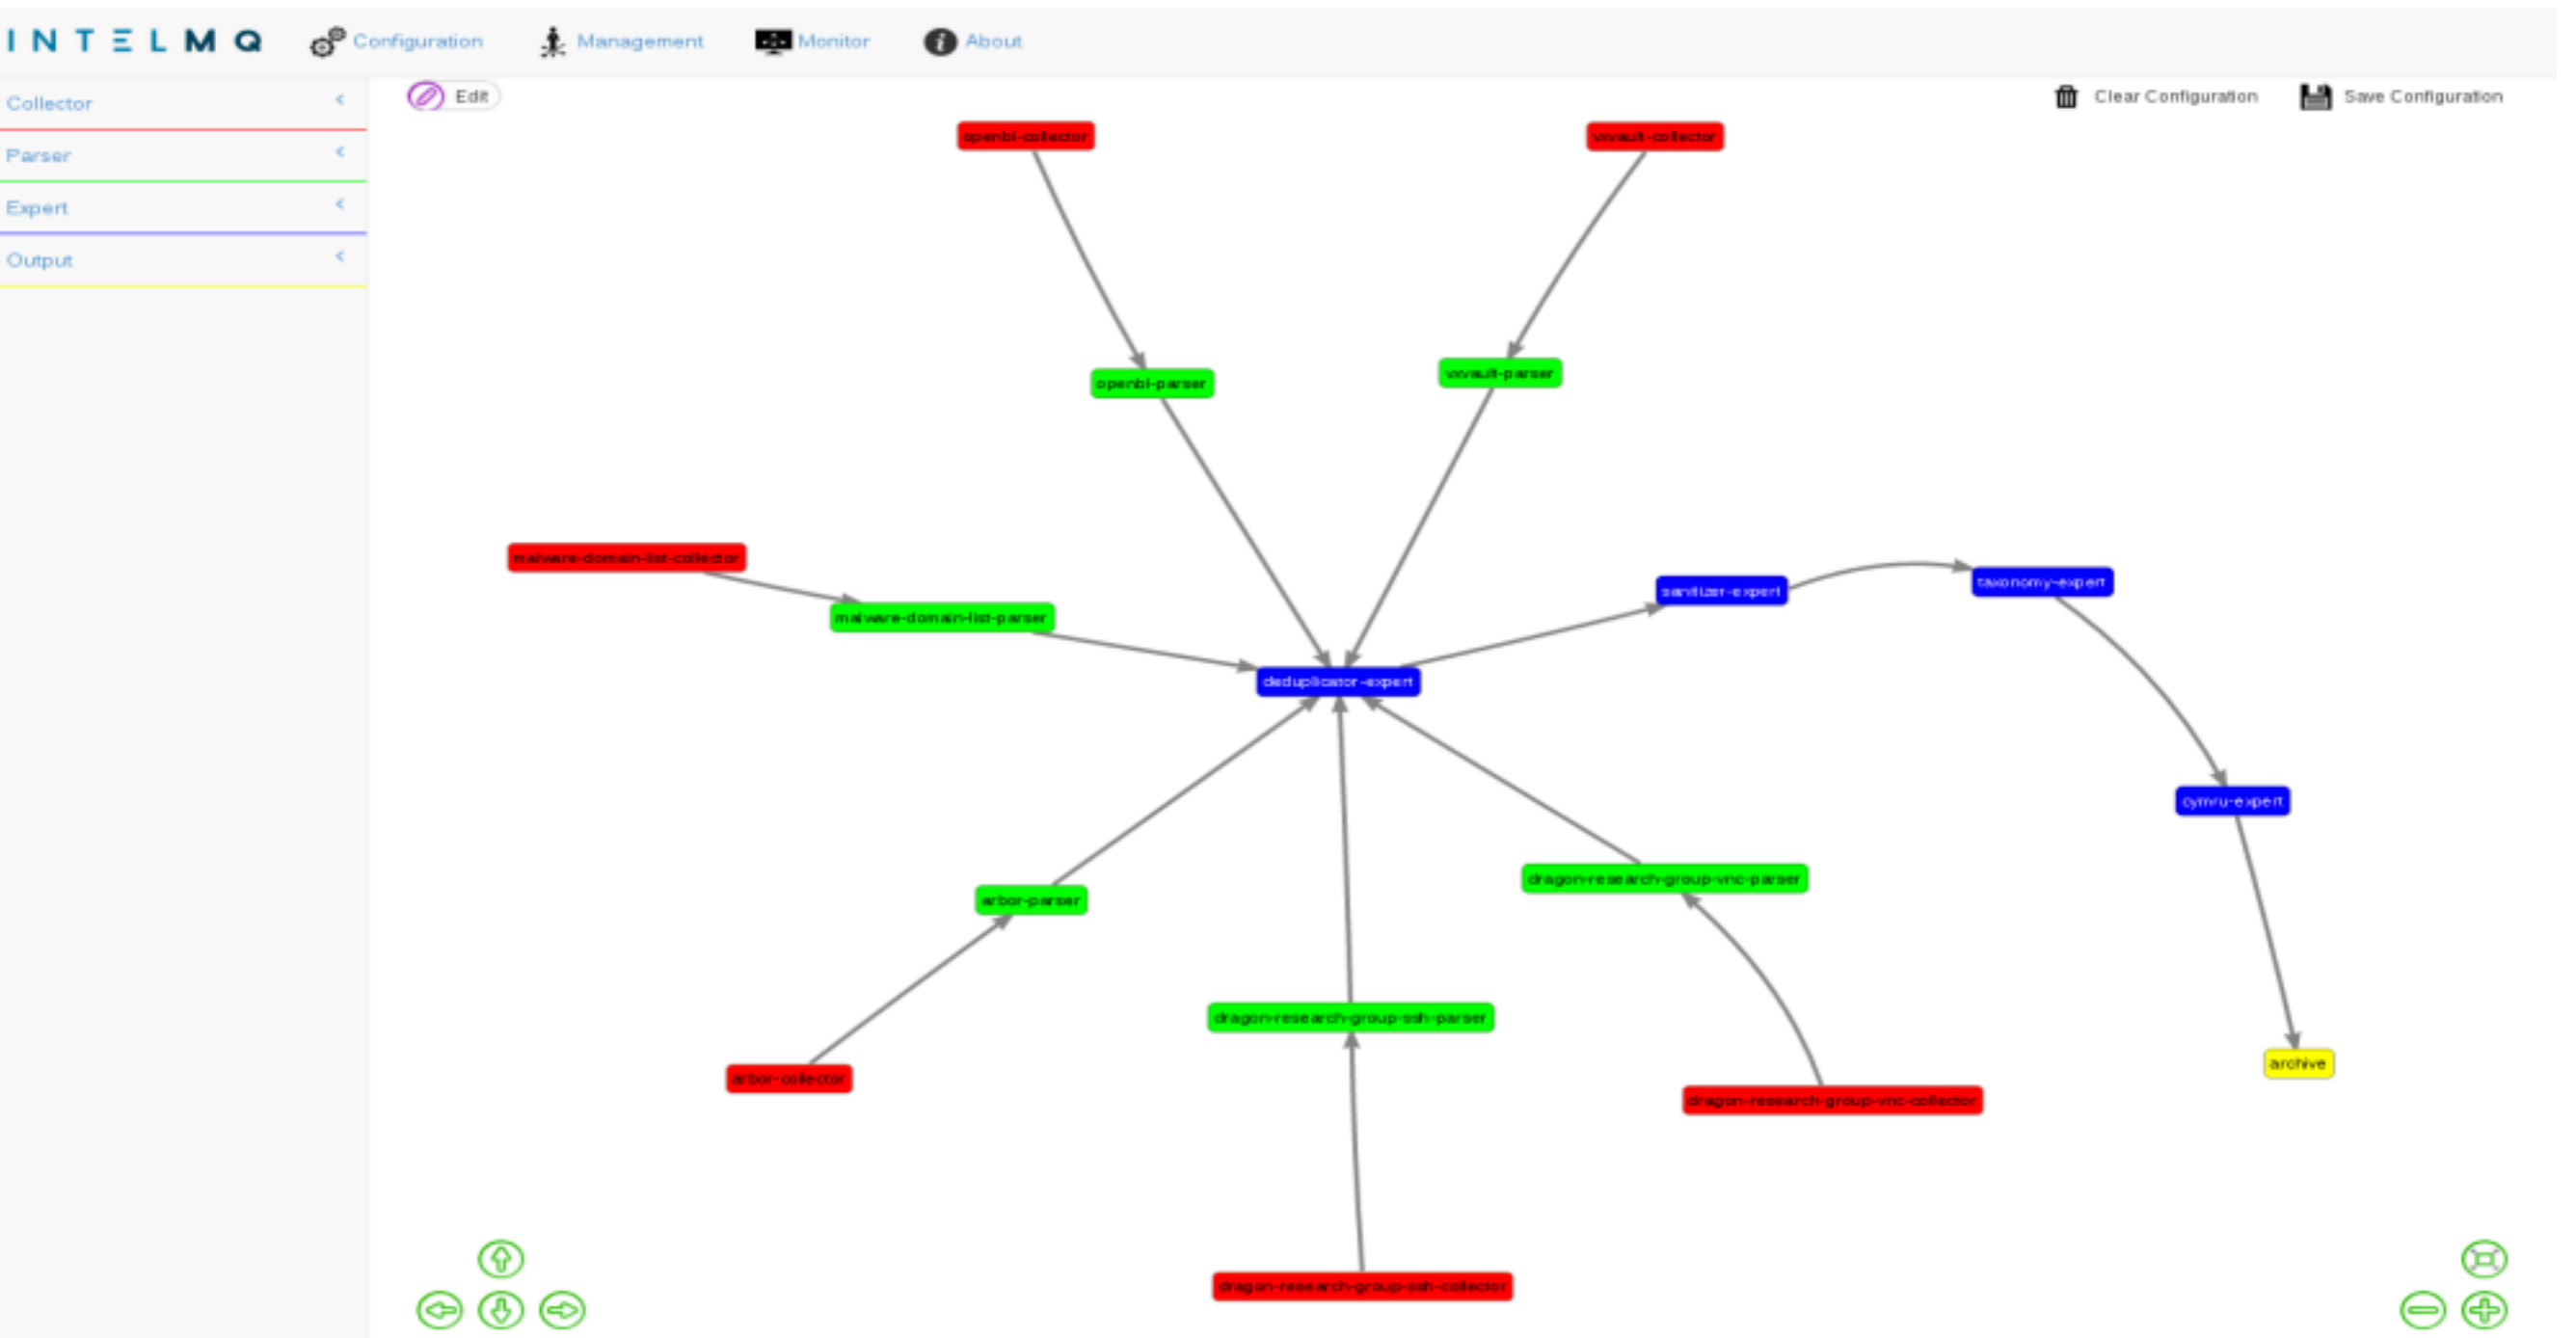 INTELMQ Configuration Management Monitor About
Collector
Parser
Expert
Output
Edit
Clear Configuration
Save Configuration
openbl-collector
vxvault-collector
openbl-parser
vxvault-parser
malware-domain-list-collector
malware-domain-list-parser
sanitizer-expert
taxonomy-expert
deduplicator-expert
cymru-expert
dragon-research-group-vnc-parser
arbor-parser
dragon-research-group-ssh-parser
archive
arbor-collector
dragon-research-group-vnc-collector
dragon-research-group-ssh-collector